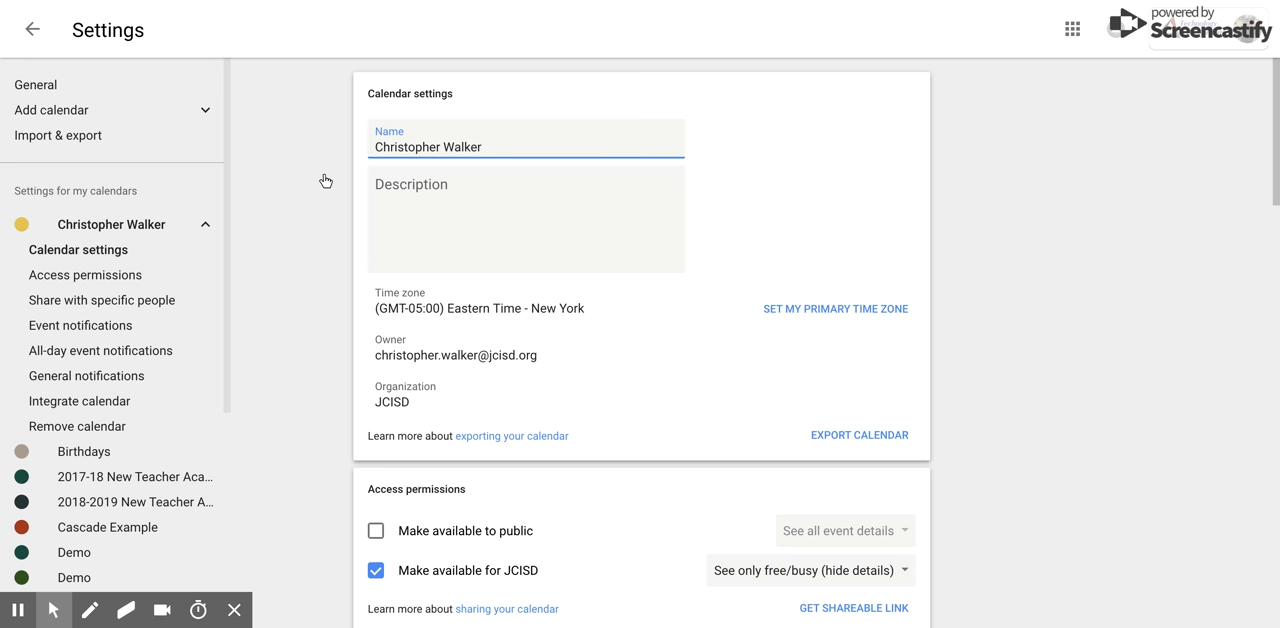 Settings
powered by
Screencastify
General
Add calendar
Import & export
Settings for my calendars
Christopher Walker
Calendar settings
Access permissions
Share with specific people
Event notifications
All-day event notifications
General notifications
Integrate calendar
Remove calendar
Birthdays
2017-18 New Teacher Aca...
2018-2019 New Teacher A...
Cascade Example
Demo
Demo
Calendar settings
Name
Christopher Walker
Description
Time zone
(GMT-05:00) Eastern Time - New York
SET MY PRIMARY TIME ZONE
Owner
christopher.walker@jcisd.org
Organization
JCISD
Learn more about exporting your calendar
EXPORT CALENDAR
Access permissions
Make available to public
See all event details
Make available for JCISD
See only free/busy (hide details)
Learn more about sharing your calendar
GET SHAREABLE LINK